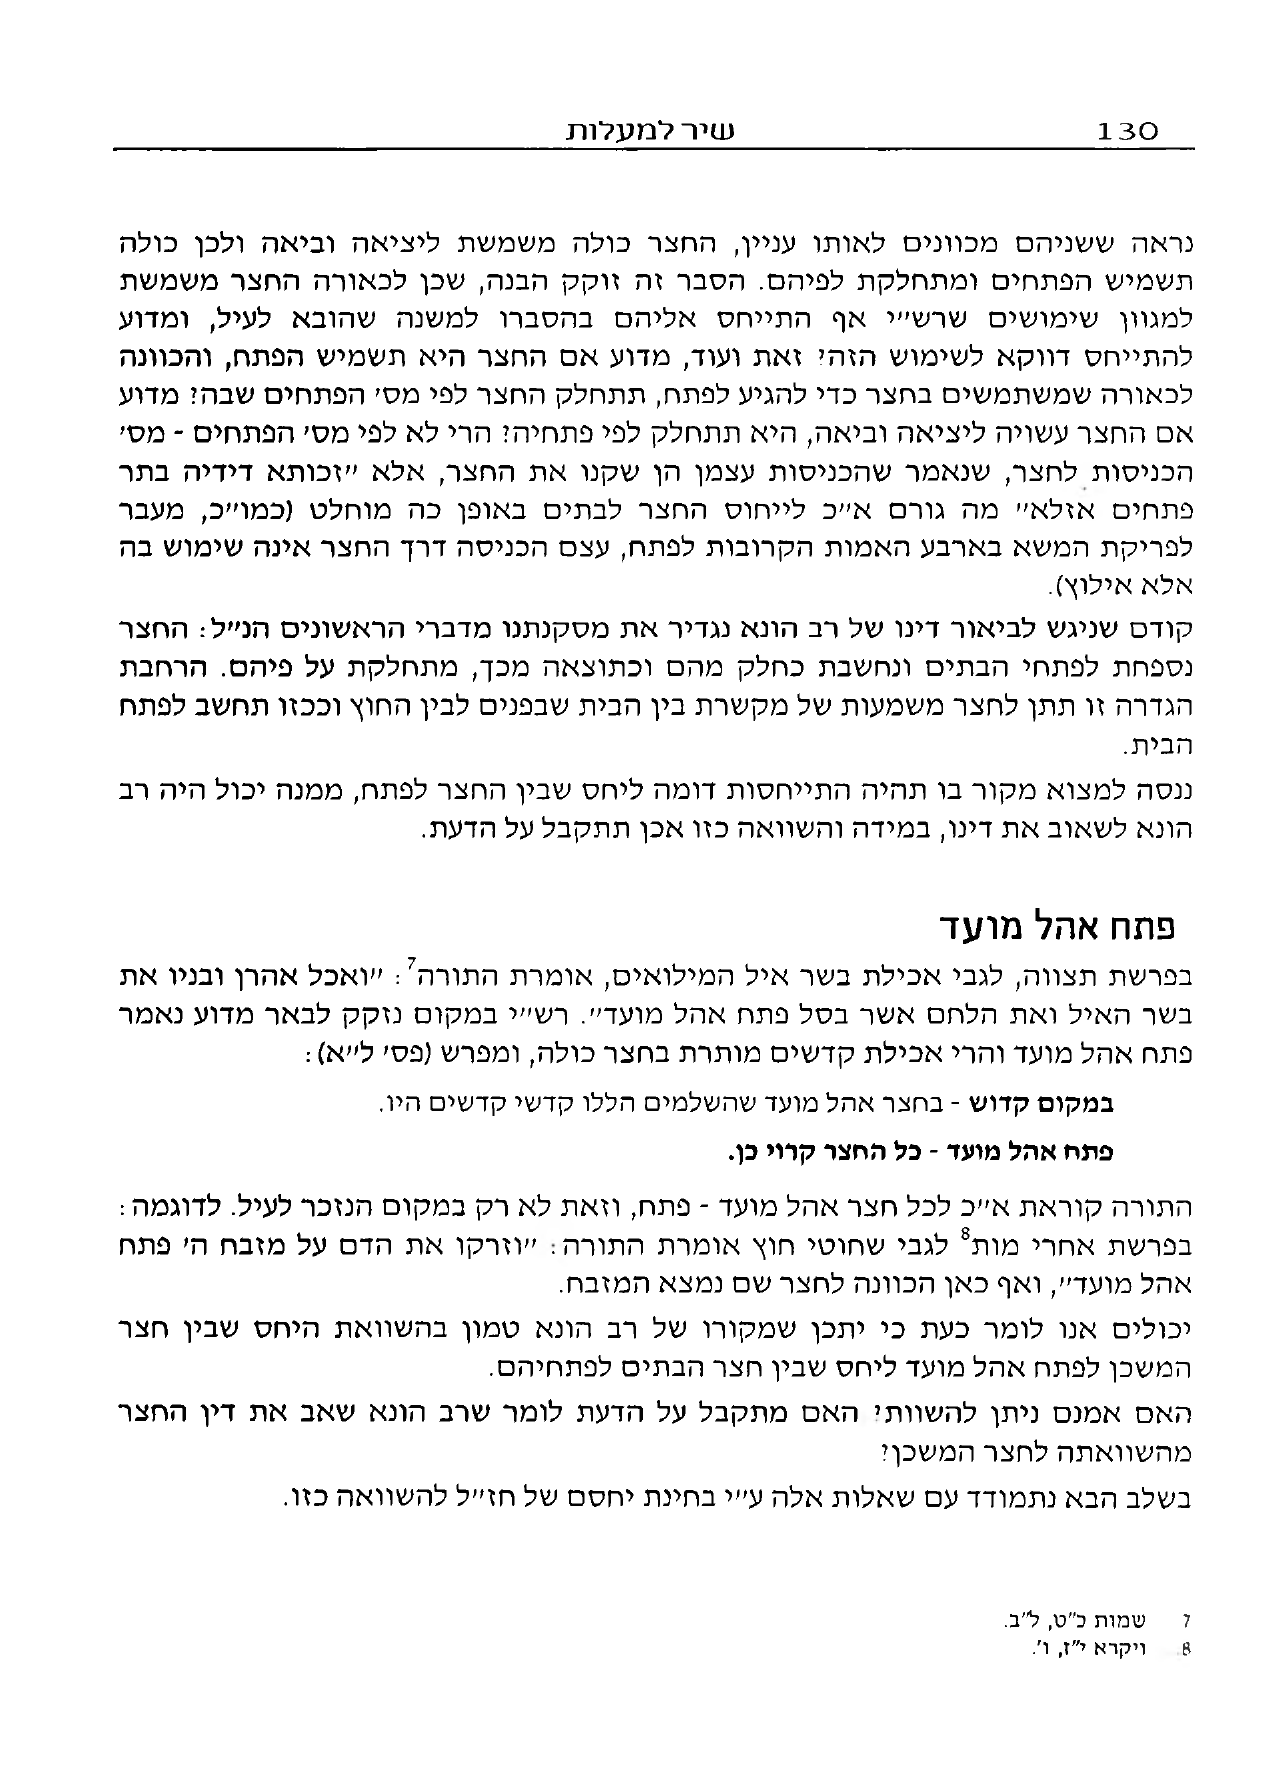 130 שיר למעלות
נראה ששניהם מכוונים לאותו עניין, החצר כולה משמשת ליציאה וביאה ולכן כולה
תשמיש הפתחים ומתחלקת לפיהם. הסבר זה זוקק הבנה, שכן לכאורה החצר משמשת
למגוון שימושים שרש״י אף התייחס אליהם בהסברו למשנה שהובא לעיל, ומדוע
להתייחס דווקא לשימוש הזה? זאת ועוד, מדוע אם החצר היא תשמיש הפתח, והכוונה
לכאורה שמשתמשים בחצר כדי להגיע לפתח, תתחלק החצר לפי מס׳ הפתחים שבה? מדוע
אם החצר עשויה ליציאה וביאה, היא תתחלק לפי פתחיה? הרי לא לפי מס׳ הפתחים - מס׳
הכניסות לחצר, שנאמר שהכניסות עצמן הן שקנו את החצר, אלא ״זכותא דידיה בתר
פתחים אזלא״ מה גורם א״כ לייחוס החצר לבתים באופן כה מוחלט (כמו״כ, מעבר
לפריקת המשא בארבע האמות הקרובות לפתח, עצם הכניסה דרך החצר אינה שימוש בה
אלא אילוץ).
קודם שניגש לביאור דינו של רב הונא נגדיר את מסקנתנו מדברי הראשונים הנ״ל: החצר
נספחת לפתחי הבתים ונחשבת כחלק מהם וכתוצאה מכך, מתחלקת על פיהם. הרחבת
הגדרה זו תתן לחצר משמעות של מקשרת בין הבית שבפנים לבין החוץ וככזו תחשב לפתח
הבית.
ננסה למצוא מקור בו תהיה התייחסות דומה ליחס שבין החצר לפתח, ממנה יכול היה רב
הונא לשאוב את דינו, במידה והשוואה כזו אכן תתקבל על הדעת.
פתח אהל מועד
בפרשת תצווה, לגבי אכילת בשר איל המילואים, אומרת התורה7: ״ואכל אהרן ובניו את
בשר האיל ואת הלחם אשר בסל פתח אהל מועד״. רש״י במקום נזקק לבאר מדוע נאמר
פתח אהל מועד והרי אכילת קדשים מותרת בחצר כולה, ומפרש (פס׳ ל״א):
במקום קדוש - בחצר אהל מועד שהשלמים הללו קדשי קדשים היו.
פתח אהל מועד - כל החצר קרוי כן.
התורה קוראת א״כ לכל חצר אהל מועד - פתח, וזאת לא רק במקום הנזכר לעיל. לדוגמה:
בפרשת אחרי מות8 לגבי שחוטי חוץ אומרת התורה: ״וזרקו את הדם על מזבח ה׳ פתח
אהל מועד״, ואף כאן הכוונה לחצר שם נמצא המזבח.
יכולים אנו לומר כעת כי יתכן שמקורו של רב הונא טמון בהשוואת היחס שבין חצר
המשכן לפתח אהל מועד ליחס שבין חצר הבתים לפתחיהם.
האם אמנם ניתן להשוות? האם מתקבל על הדעת לומר שרב הונא שאב את דין החצר
מהשוואתה לחצר המשכן?
בשלב הבא נתמודד עם שאלות אלה ע״י בחינת יחסם של חז״ל להשוואה כזו.
7 שמות כ״ט, ל״ב.
8 ויקרא י״ז, ו׳.